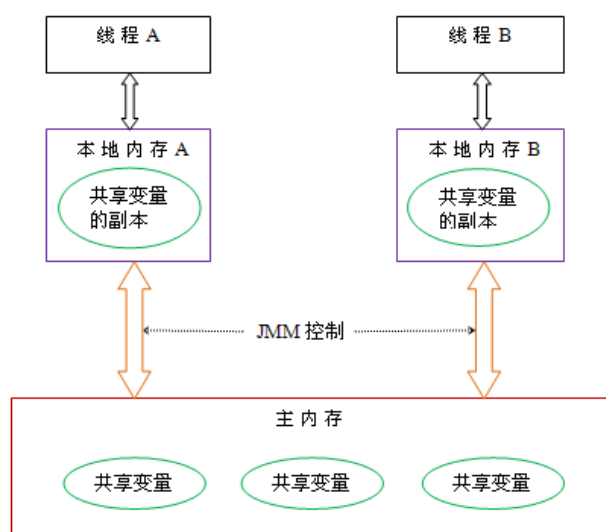 线程 A
线程 B
本地内存 A
本地内存 B
共享变量
的副本
共享变量
的副本
JMM 控制
主内存
共享变量
共享变量
共享变量